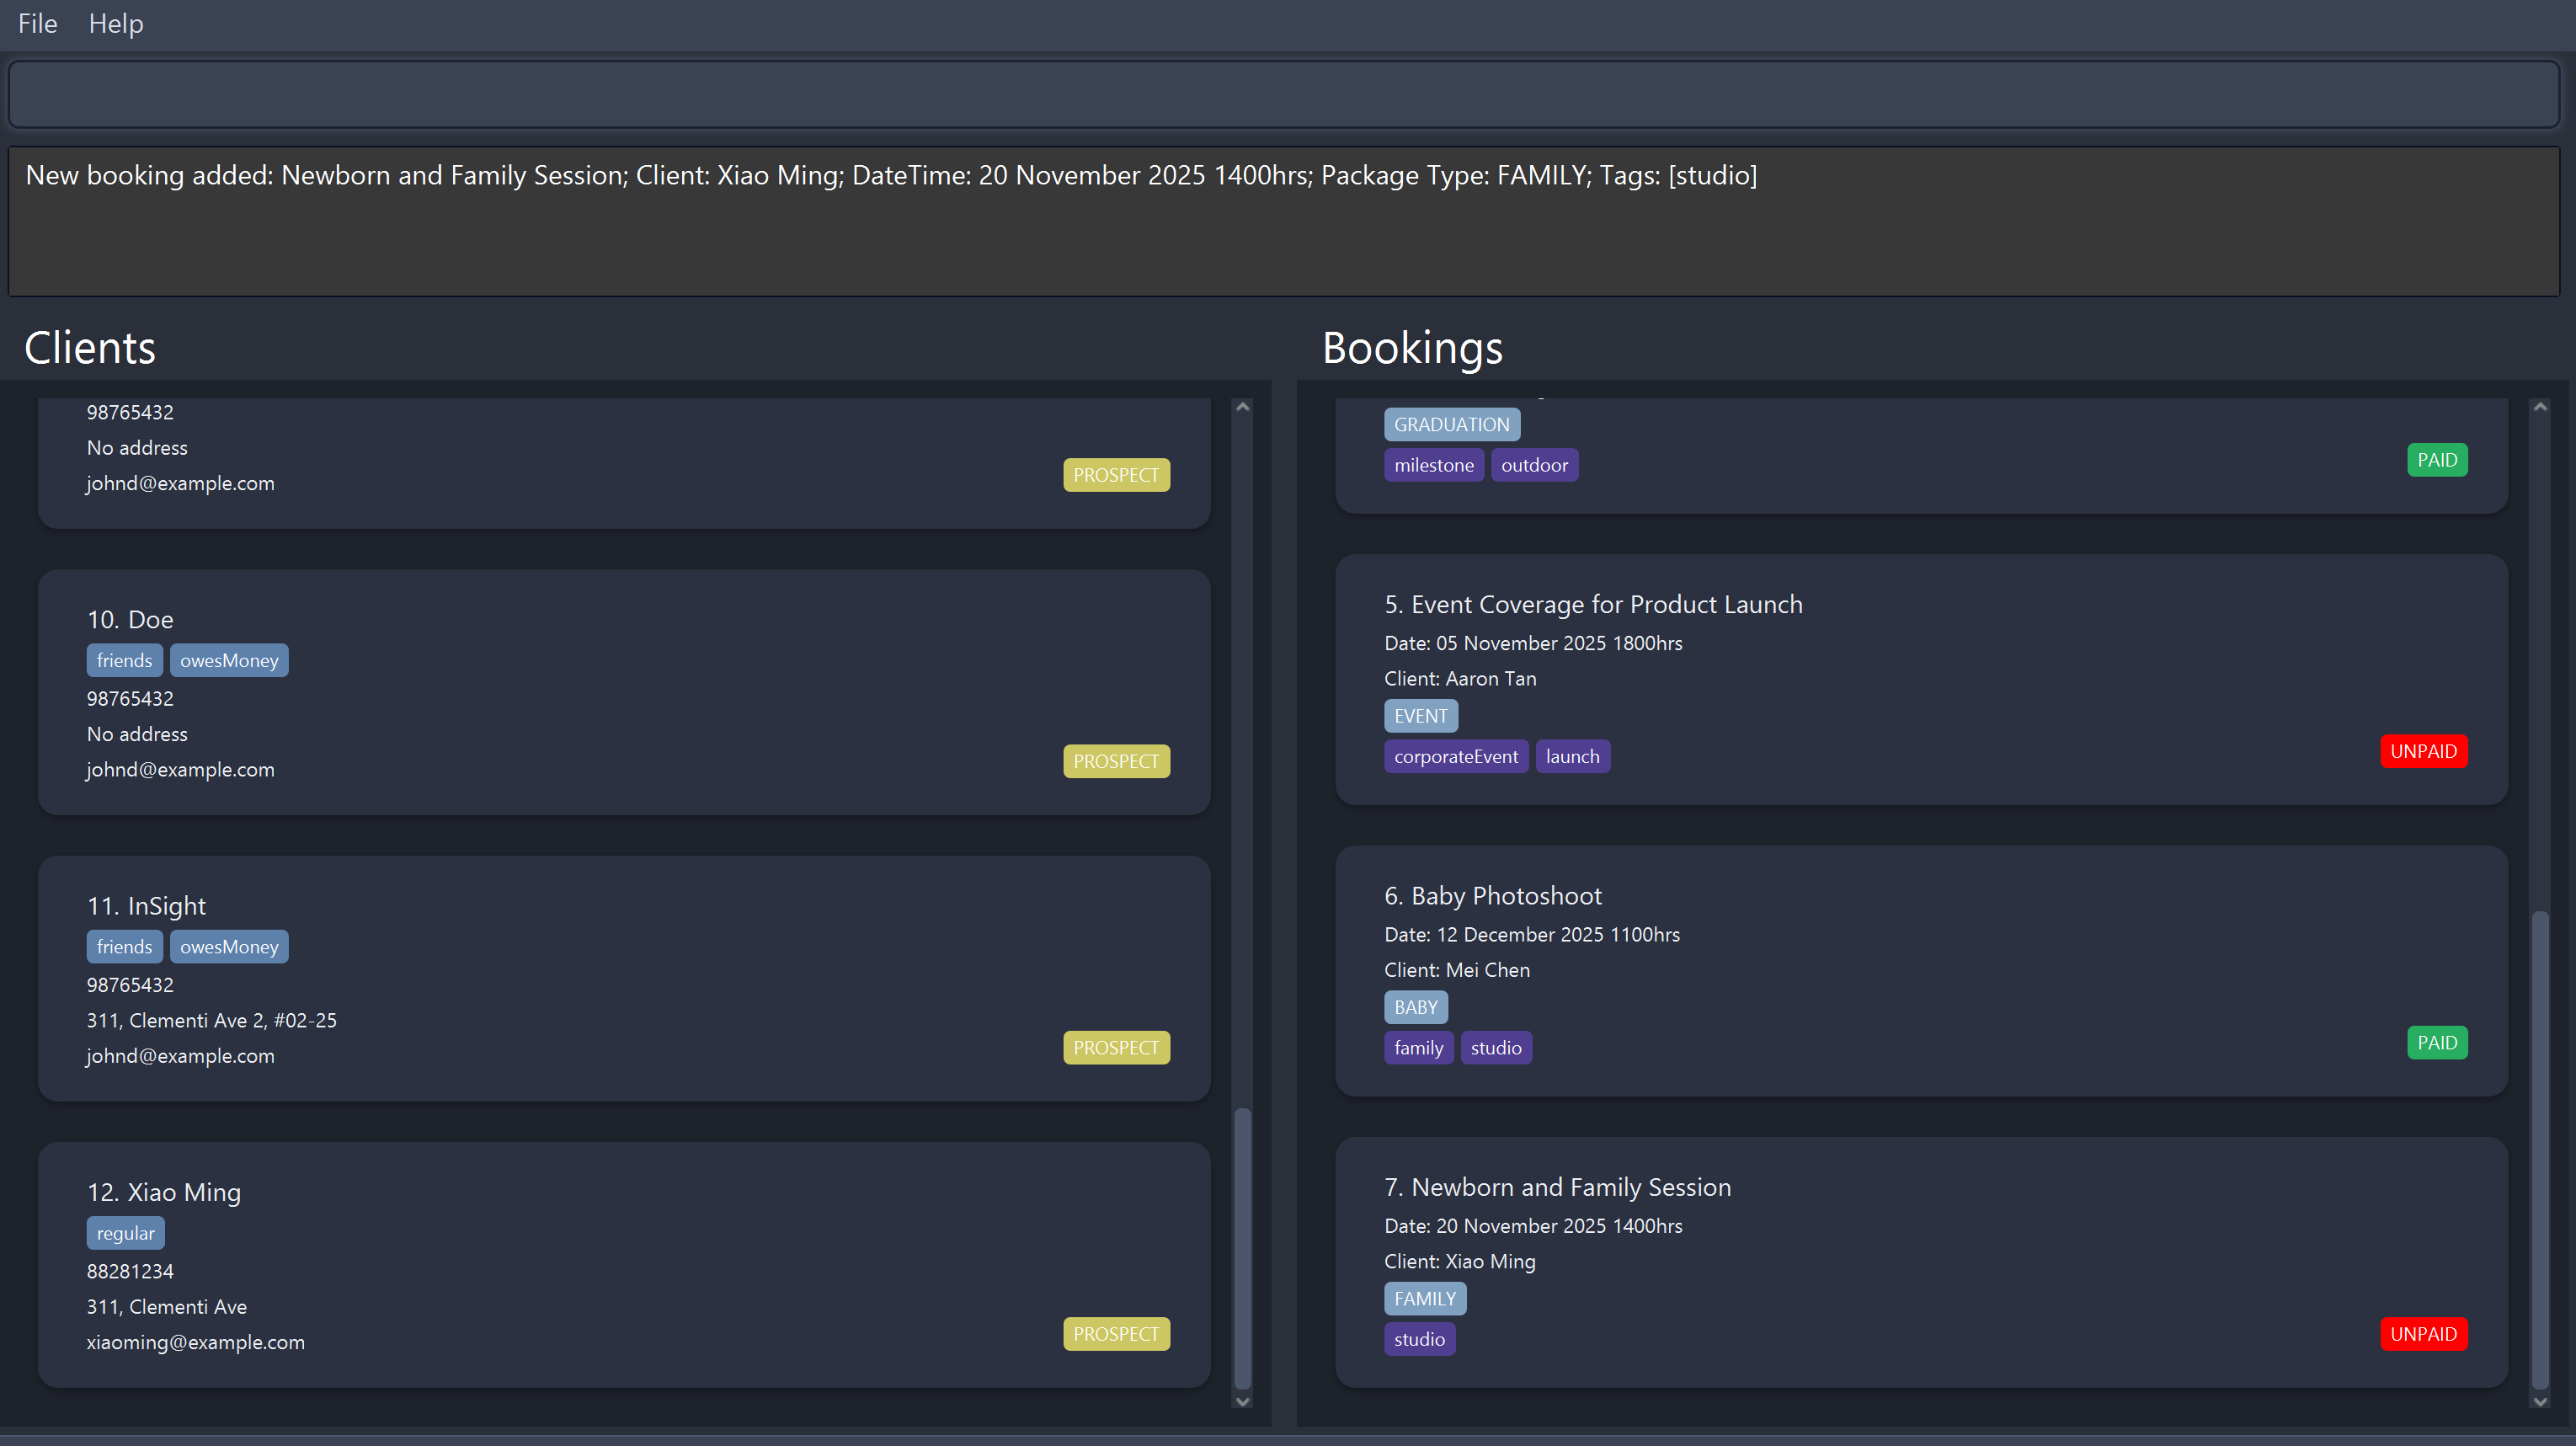 File Help
New booking added: Newborn and Family Session; Client: Xiao Ming; DateTime: 20 November 2025 1400hrs; Package Type: FAMILY; Tags: [studio]
Clients
98765432
No address
johnd@example.com
PROSPECT
10. Doe
friends owesMoney
98765432
No address
johnd@example.com
PROSPECT
11. InSight
friends owesMoney
98765432
311, Clementi Ave 2, #02-25
johnd@example.com
PROSPECT
12. Xiao Ming
regular
88281234
311, Clementi Ave
xiaoming@example.com
PROSPECT
Bookings
GRADUATION
milestone outdoor
PAID
5. Event Coverage for Product Launch
Date: 05 November 2025 1800hrs
Client: Aaron Tan
EVENT
corporateEvent launch
UNPAID
6. Baby Photoshoot
Date: 12 December 2025 1100hrs
Client: Mei Chen
BABY
family studio
PAID
7. Newborn and Family Session
Date: 20 November 2025 1400hrs
Client: Xiao Ming
FAMILY
studio
UNPAID